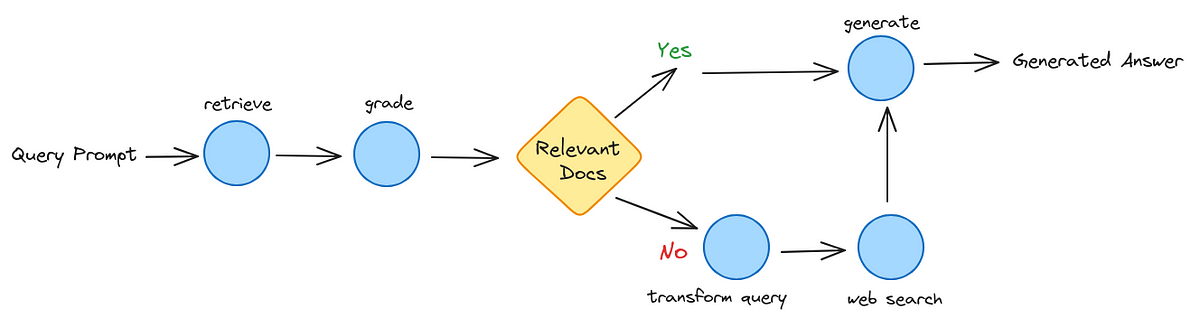 generate
Yes
Generated Answer
retrieve
grade
Query Prompt
Relevant
Docs
No
transform query
web search